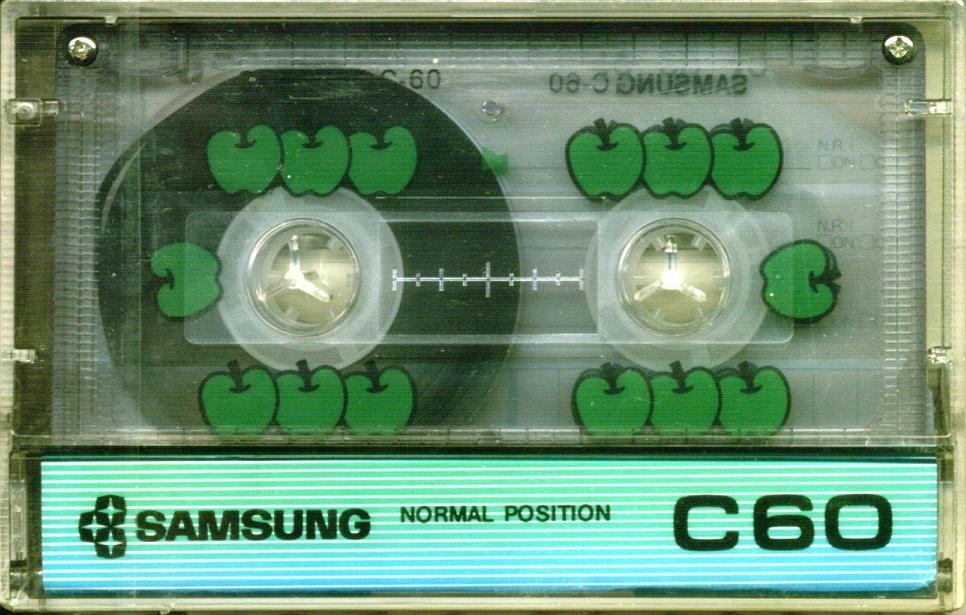 C-60
SAMSUNG C-60
N.R.
ON
N.R.
ON
SAMSUNG
NORMAL POSITION
C60